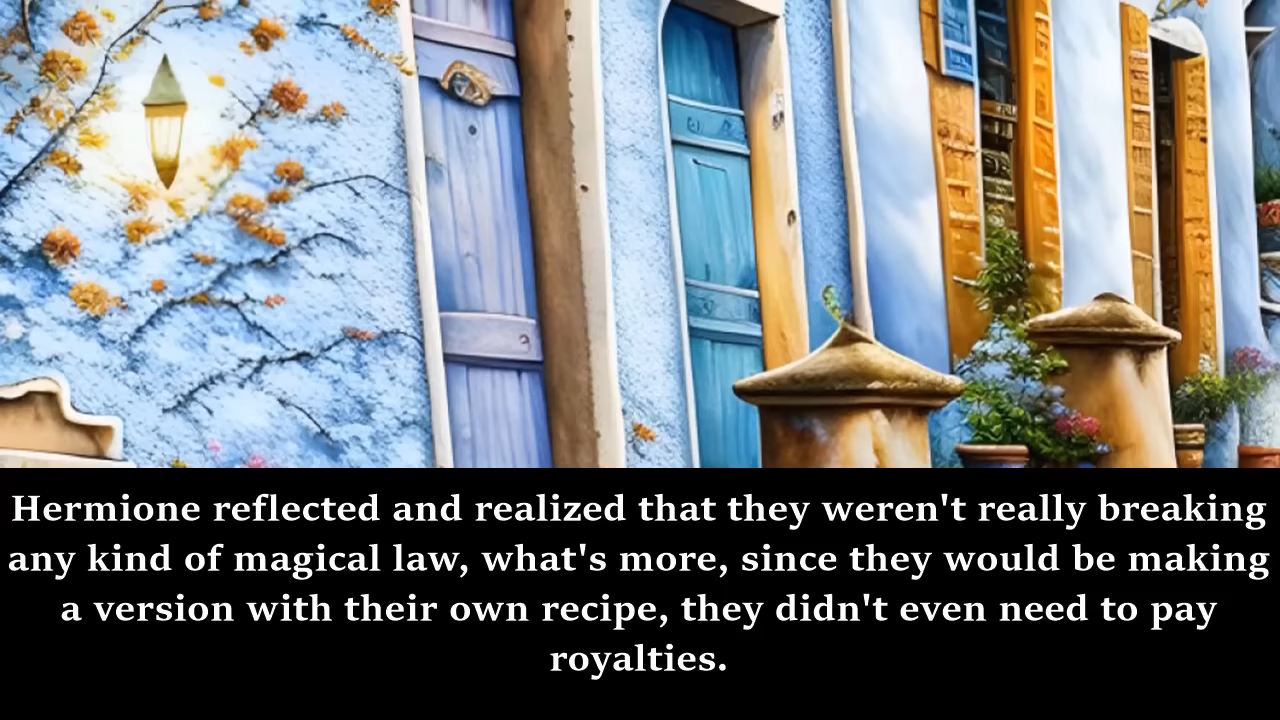 Hermione reflected and realized that they weren't really breaking
any kind of magical law, what's more, since they would be making
a version with their own recipe, they didn't even need to pay
royalties.